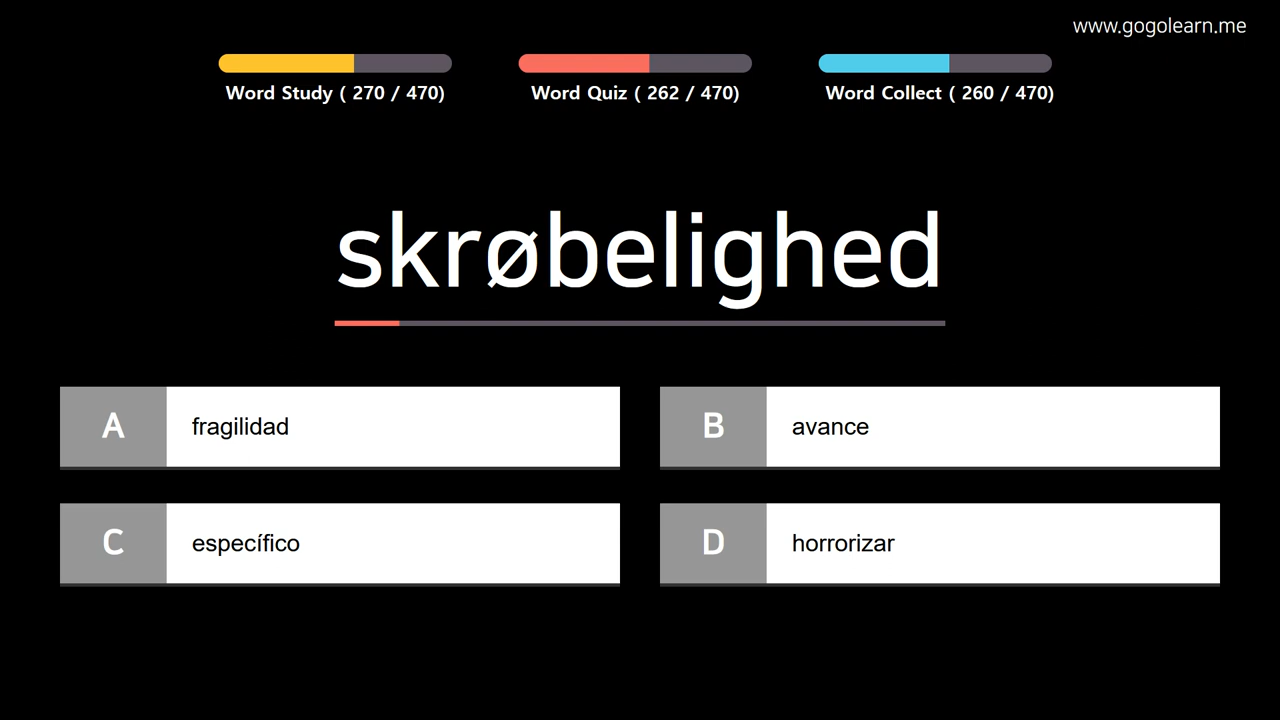 www.gogolearn.me
Word Study ( 270 / 470)
Word Quiz ( 262 / 470)
Word Collect ( 260 / 470)
skrøbelighed
A fragilidad
B avance
C específico
D horrorizar